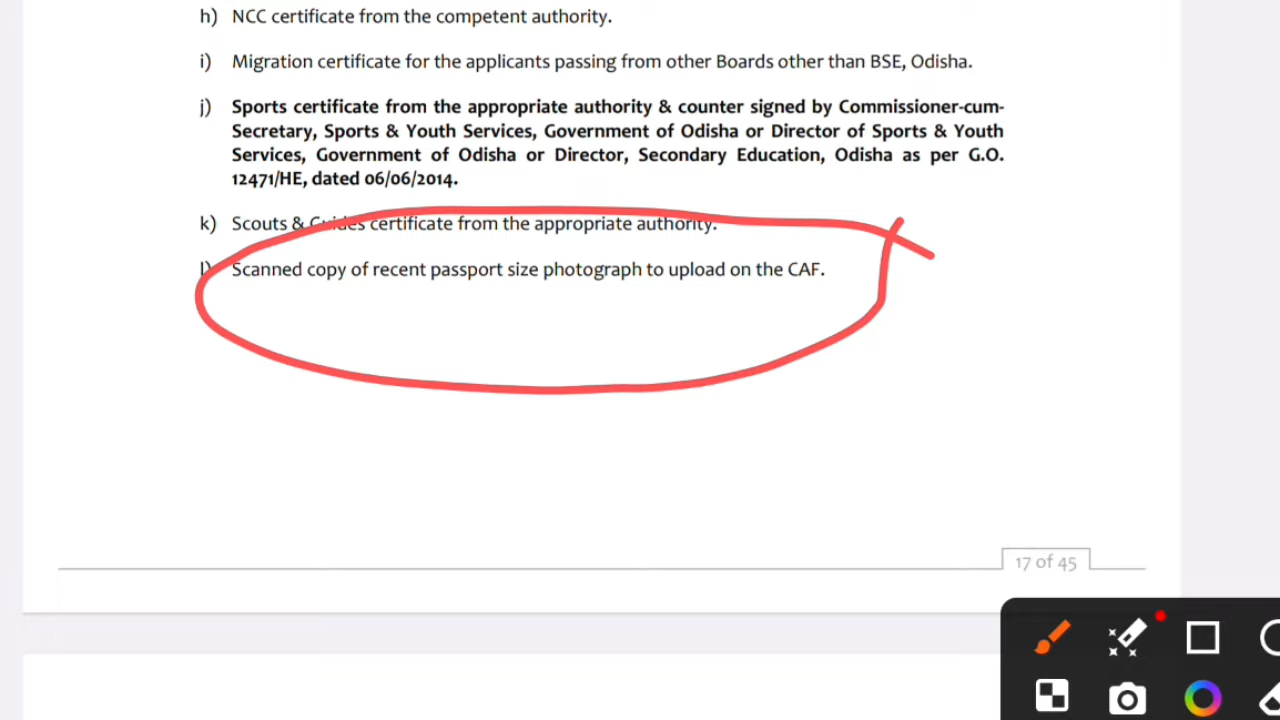 h) NCC certificate from the competent authority.
i) Migration certificate for the applicants passing from other Boards other than BSE, Odisha.
j) Sports certificate from the appropriate authority & counter signed by Commissioner-cum-
Secretary, Sports & Youth Services, Government of Odisha or Director of Sports & Youth
Services, Government of Odisha or Director, Secondary Education, Odisha as per G.O.
12471/HE, dated 06/06/2014.
k) Scouts & Guides certificate from the appropriate authority.
l) Scanned copy of recent passport size photograph to upload on the CAF.
17 of 45